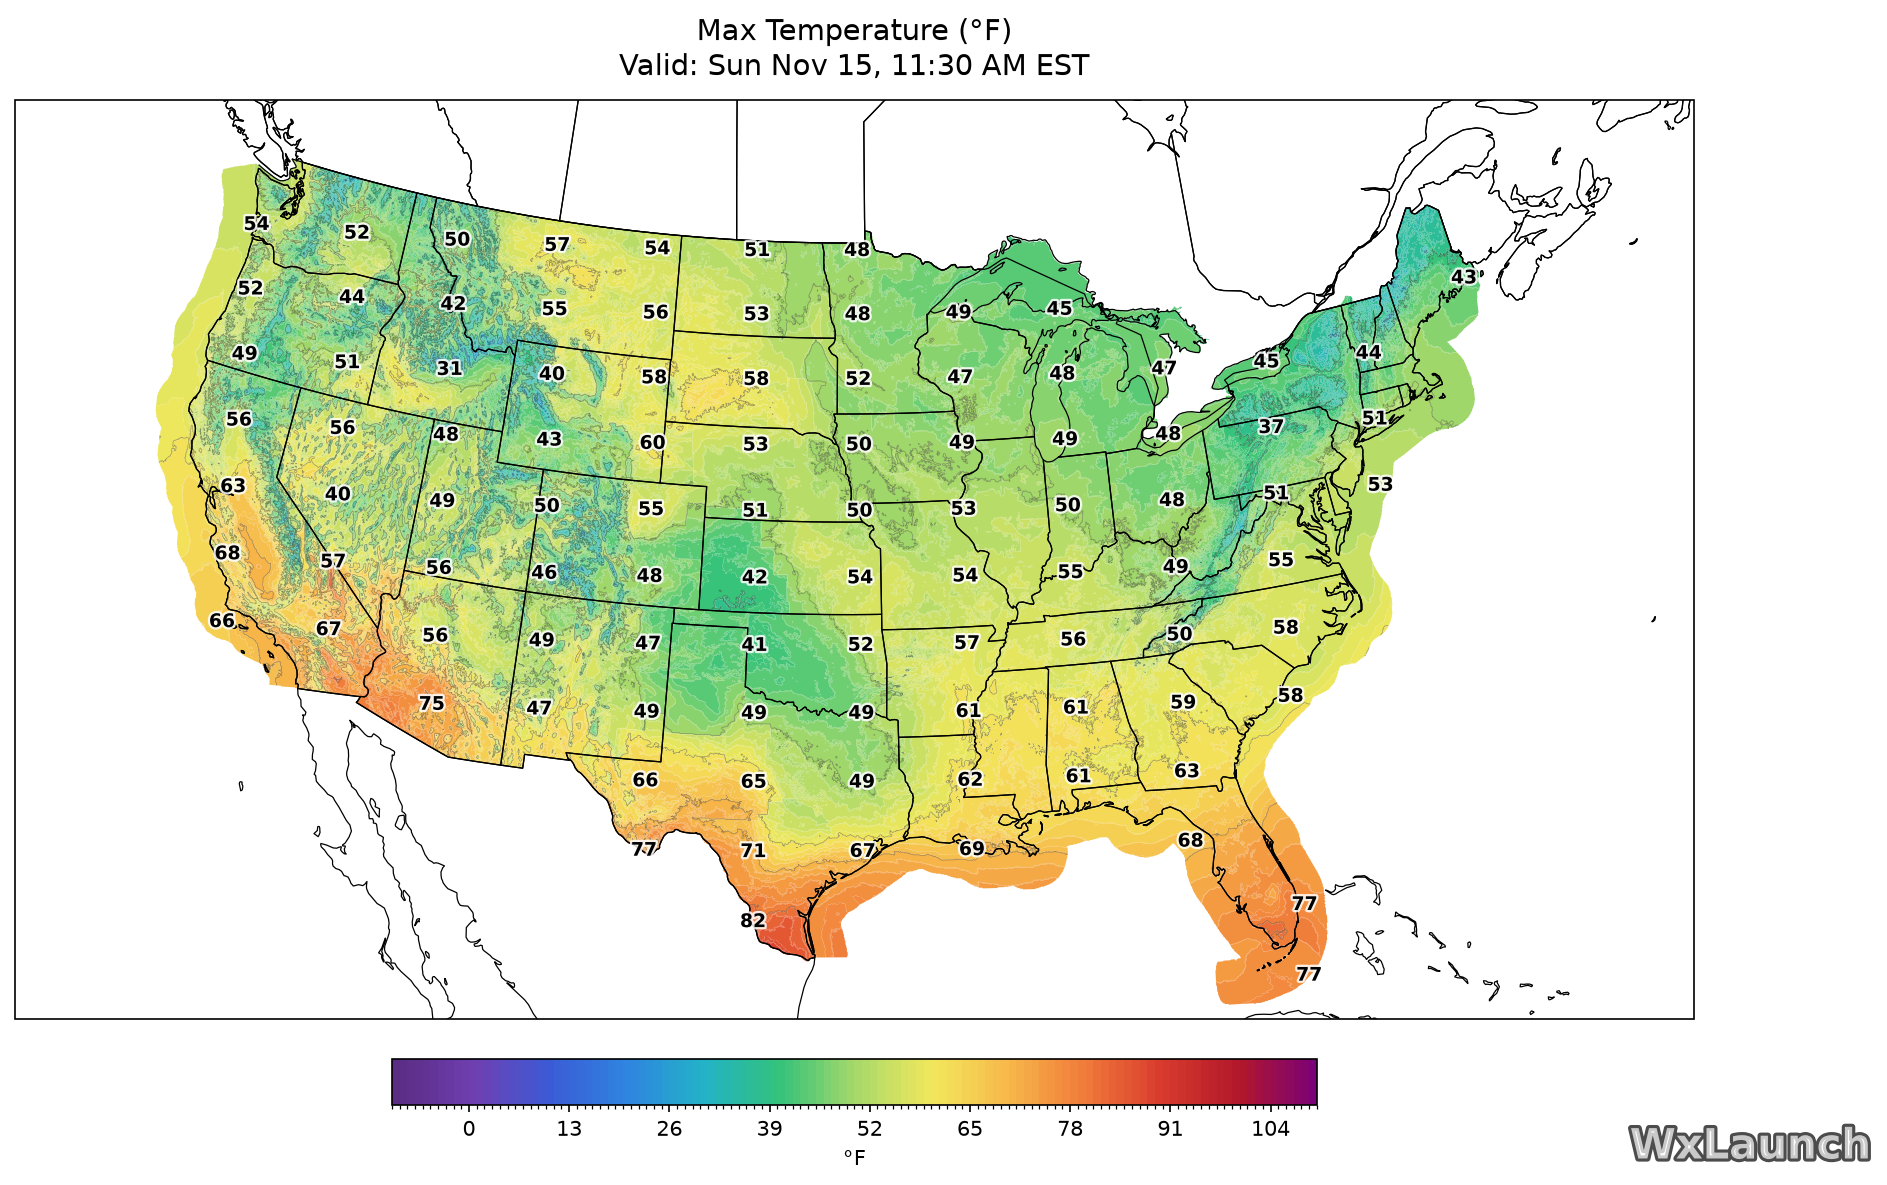 Max Temperature (°F)
Valid: Sun Nov 15, 11:30 AM EST
54 52 50 57 54 51 48
52 44 42 55 56 53 48 49 45 43
49 51 31 40 58 58 52 47 48 47 45 44
56 56 48 43 60 53 50 49 49 48 37 51
63 40 49 50 55 51 50 53 50 48 51 53
68 57 56 46 48 42 54 54 55 49 55
66 67 56 49 47 41 52 57 56 50 58
75 47 49 49 49 61 61 59 58
66 65 49 62 61 63
77 71 67 69 68
82 77
77
0 13 26 39 52 65 78 91 104
°F
WxLaunch